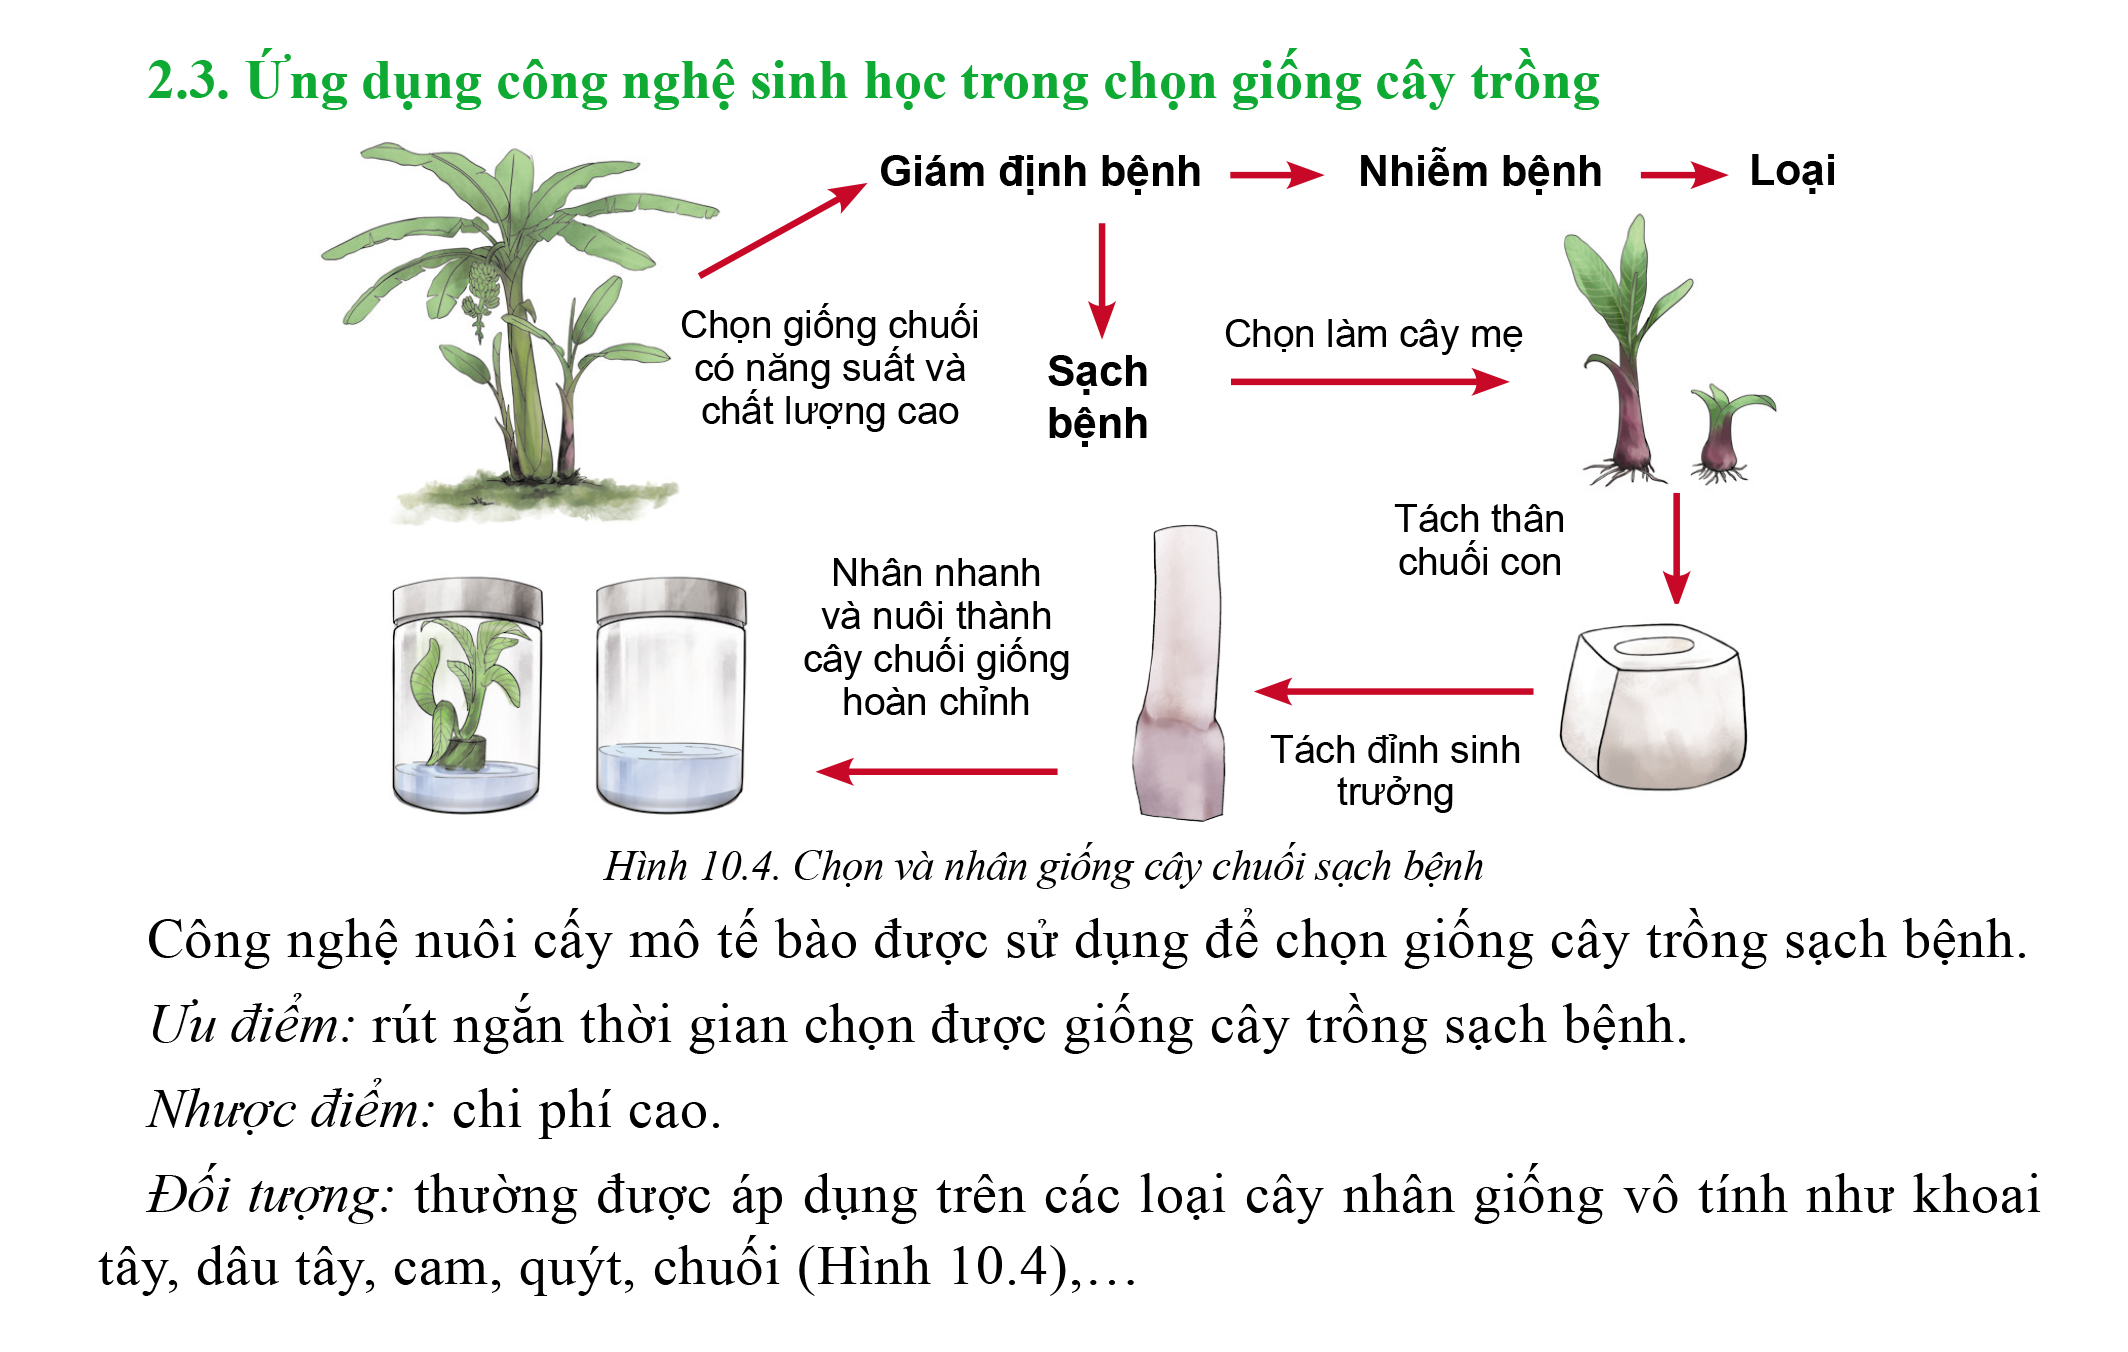 2.3. Ứng dụng công nghệ sinh học trong chọn giống cây trồng
Giám định bệnh
Nhiễm bệnh
Loại
Chọn giống chuối
có năng suất và
chất lượng cao
Sạch
bệnh
Chọn làm cây mẹ
Tách thân
chuối con
Tách đỉnh sinh
trưởng
Nhân nhanh
và nuôi thành
cây chuối giống
hoàn chỉnh
Hình 10.4. Chọn và nhân giống cây chuối sạch bệnh
Công nghệ nuôi cấy mô tế bào được sử dụng để chọn giống cây trồng sạch bệnh.
Ưu điểm: rút ngắn thời gian chọn được giống cây trồng sạch bệnh.
Nhược điểm: chi phí cao.
Đối tượng: thường được áp dụng trên các loại cây nhân giống vô tính như khoai
tây, dâu tây, cam, quýt, chuối (Hình 10.4),…